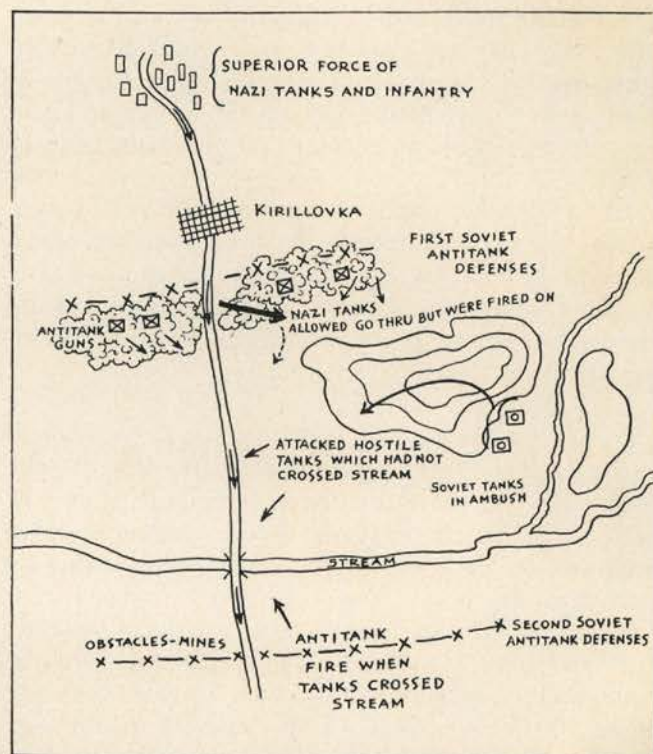 SUPERIOR FORCE OF
NAZI TANKS AND INFANTRY
KIRILLOVKA
FIRST SOVIET
ANTITANK
DEFENSES
NAZI TANKS
ALLOWED GO THRU BUT WERE FIRED ON
ANTITANK
GUNS
ATTACKED HOSTILE
TANKS WHICH HAD NOT
CROSSED STREAM
SOVIET TANKS
IN AMBUSH
STREAM
OBSTACLES-MINES
ANTITANK
FIRE WHEN
TANKS CROSSED
STREAM
SECOND SOVIET
ANTITANK DEFENSES